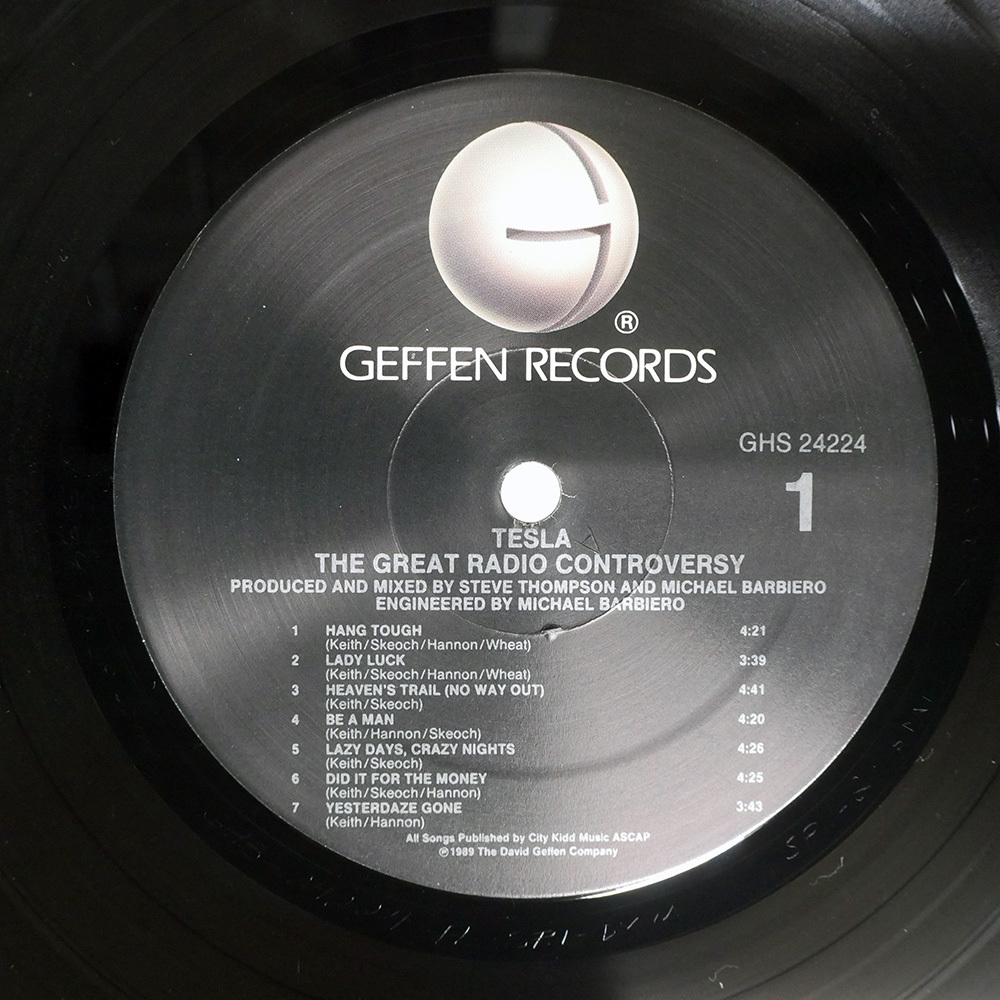 ®
GEFFEN RECORDS
GHS 24224
1
TESLA
THE GREAT RADIO CONTROVERSY
PRODUCED AND MIXED BY STEVE THOMPSON AND MICHAEL BARBIERO
ENGINEERED BY MICHAEL BARBIERO
1 HANG TOUGH 4:21
(Keith/Skeoch/Hannon/Wheat)
2 LADY LUCK 3:39
(Keith/Skeoch/Hannon/Wheat)
3 HEAVEN'S TRAIL (NO WAY OUT) 4:41
(Keith/Skeoch)
4 BE A MAN 4:20
(Keith/Hannon/Skeoch)
5 LAZY DAYS, CRAZY NIGHTS 4:26
(Keith/Skeoch)
6 DID IT FOR THE MONEY 4:25
(Keith/Skeoch/Hannon)
7 YESTERDAZE GONE 3:43
(Keith/Hannon)
All Songs Published by City Kidd Music ASCAP
℗1989 The David Geffen Company